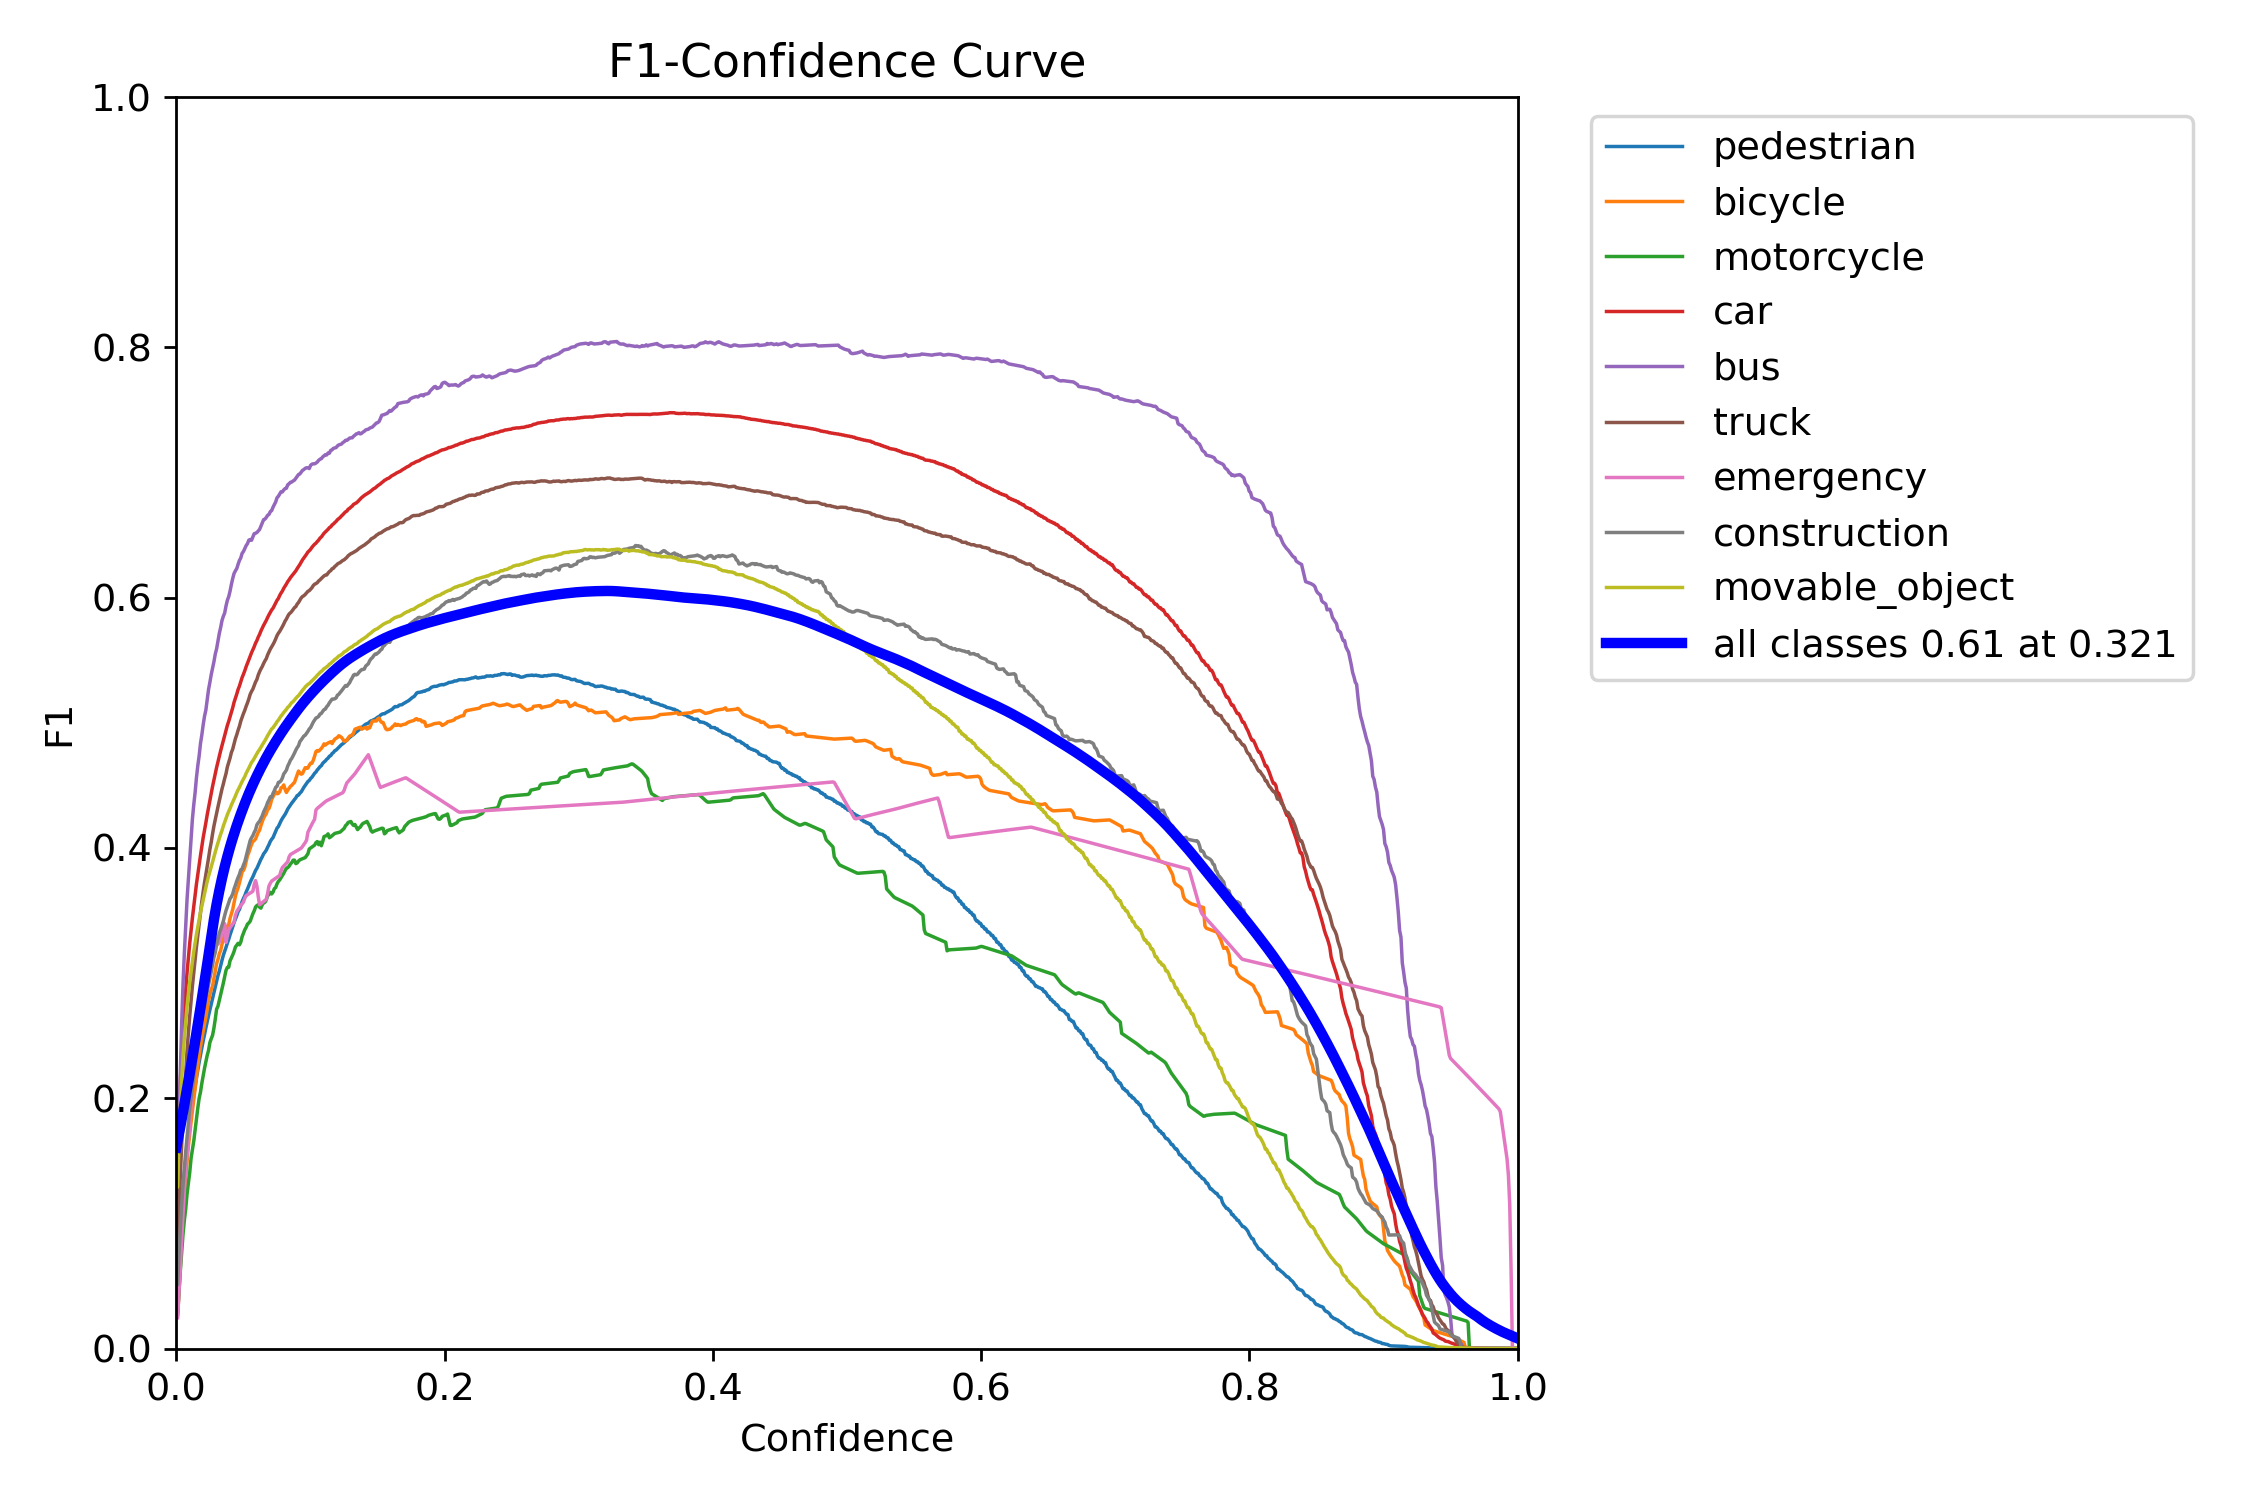 F1-Confidence Curve
1.0
0.8
0.6
0.4
0.2
0.0
F1
0.0 0.2 0.4 0.6 0.8 1.0
Confidence
pedestrian
bicycle
motorcycle
car
bus
truck
emergency
construction
movable_object
all classes 0.61 at 0.321